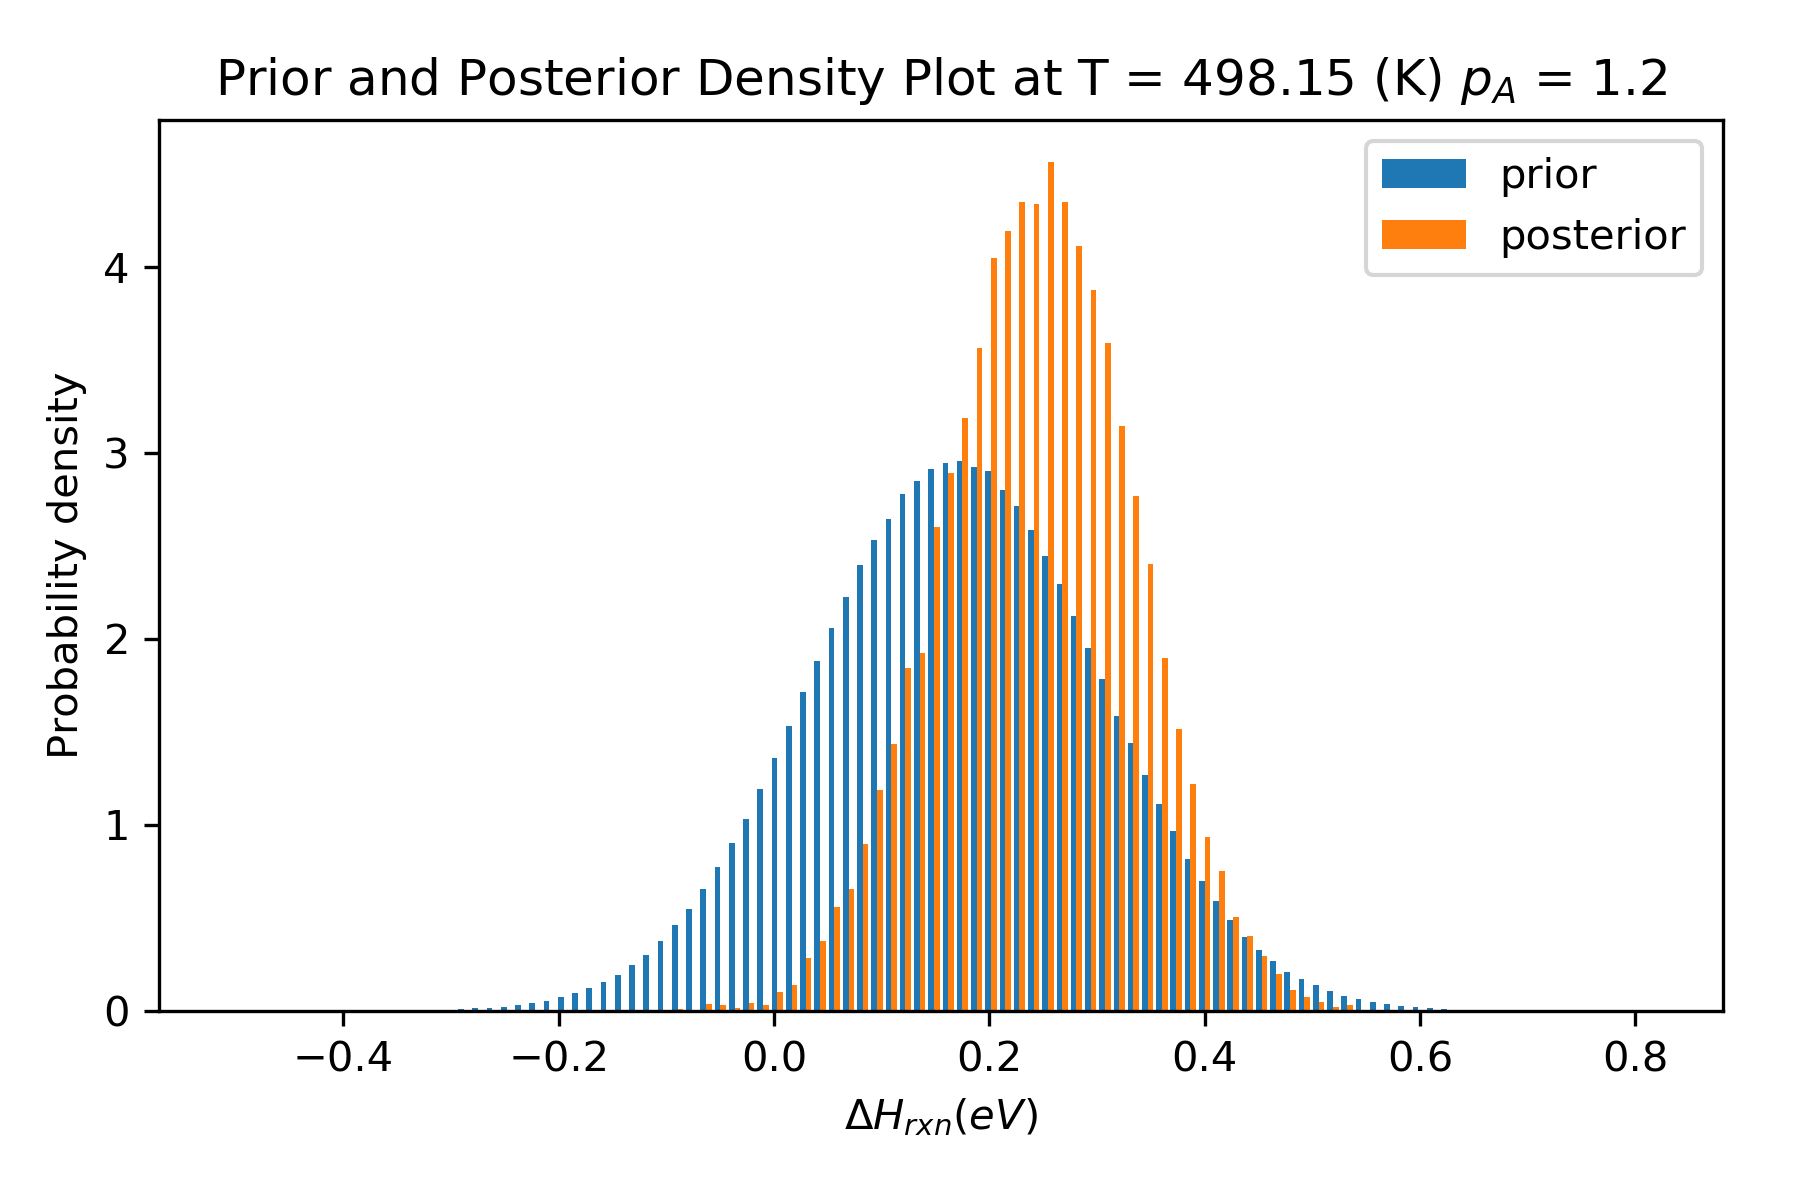 Prior and Posterior Density Plot at T = 498.15 (K) p_A = 1.2
prior
posterior
Probability density
4
3
2
1
0
−0.4 −0.2 0.0 0.2 0.4 0.6 0.8
ΔH_rxn(eV)